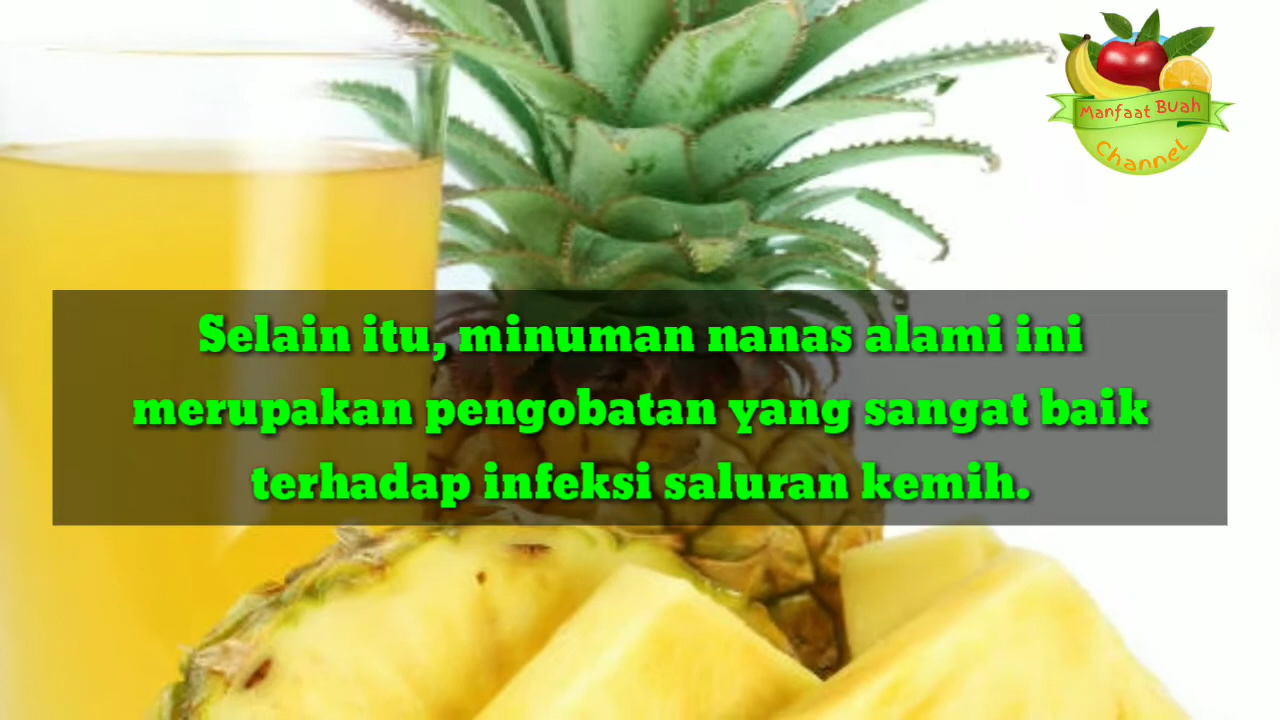 Manfaat Buah
Channel
Selain itu, minuman nanas alami ini
merupakan pengobatan yang sangat baik
terhadap infeksi saluran kemih.